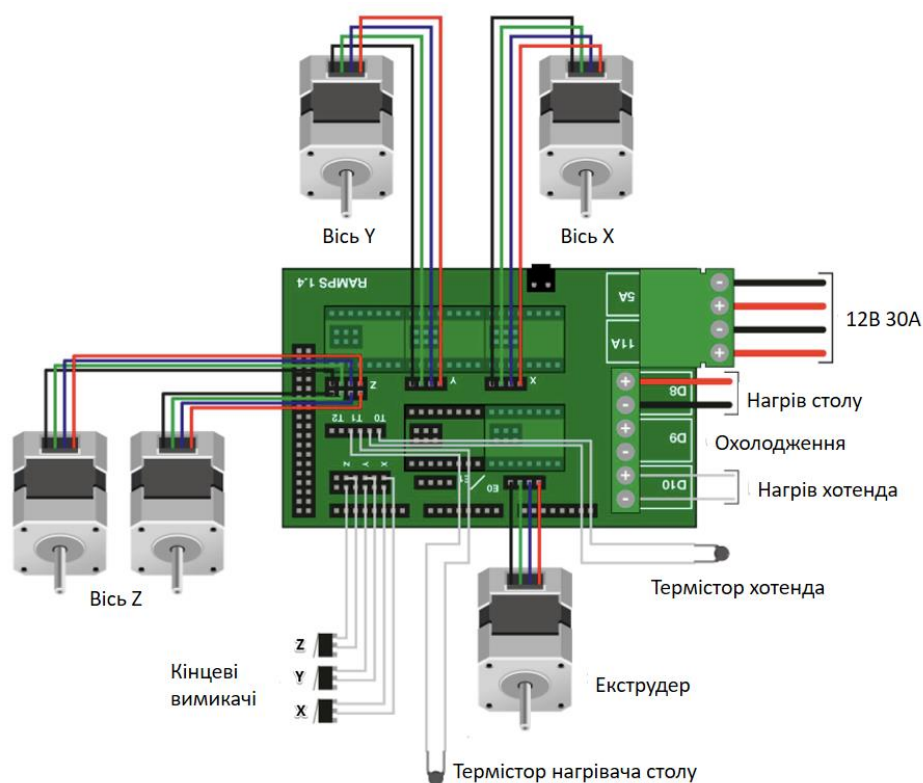 Вісь Y
Вісь X
RAMPS 1.4
5A
11A
12В 30А
D8
Нагрів столу
D9
Охолодження
D10
Нагрів хотенда
Z
Y
X
T2
T1
T0
Z
Y
X
E1
E0
Вісь Z
Термістор хотенда
Кінцеві
вимикачі
Z
Y
X
Екструдер
Термістор нагрівача столу